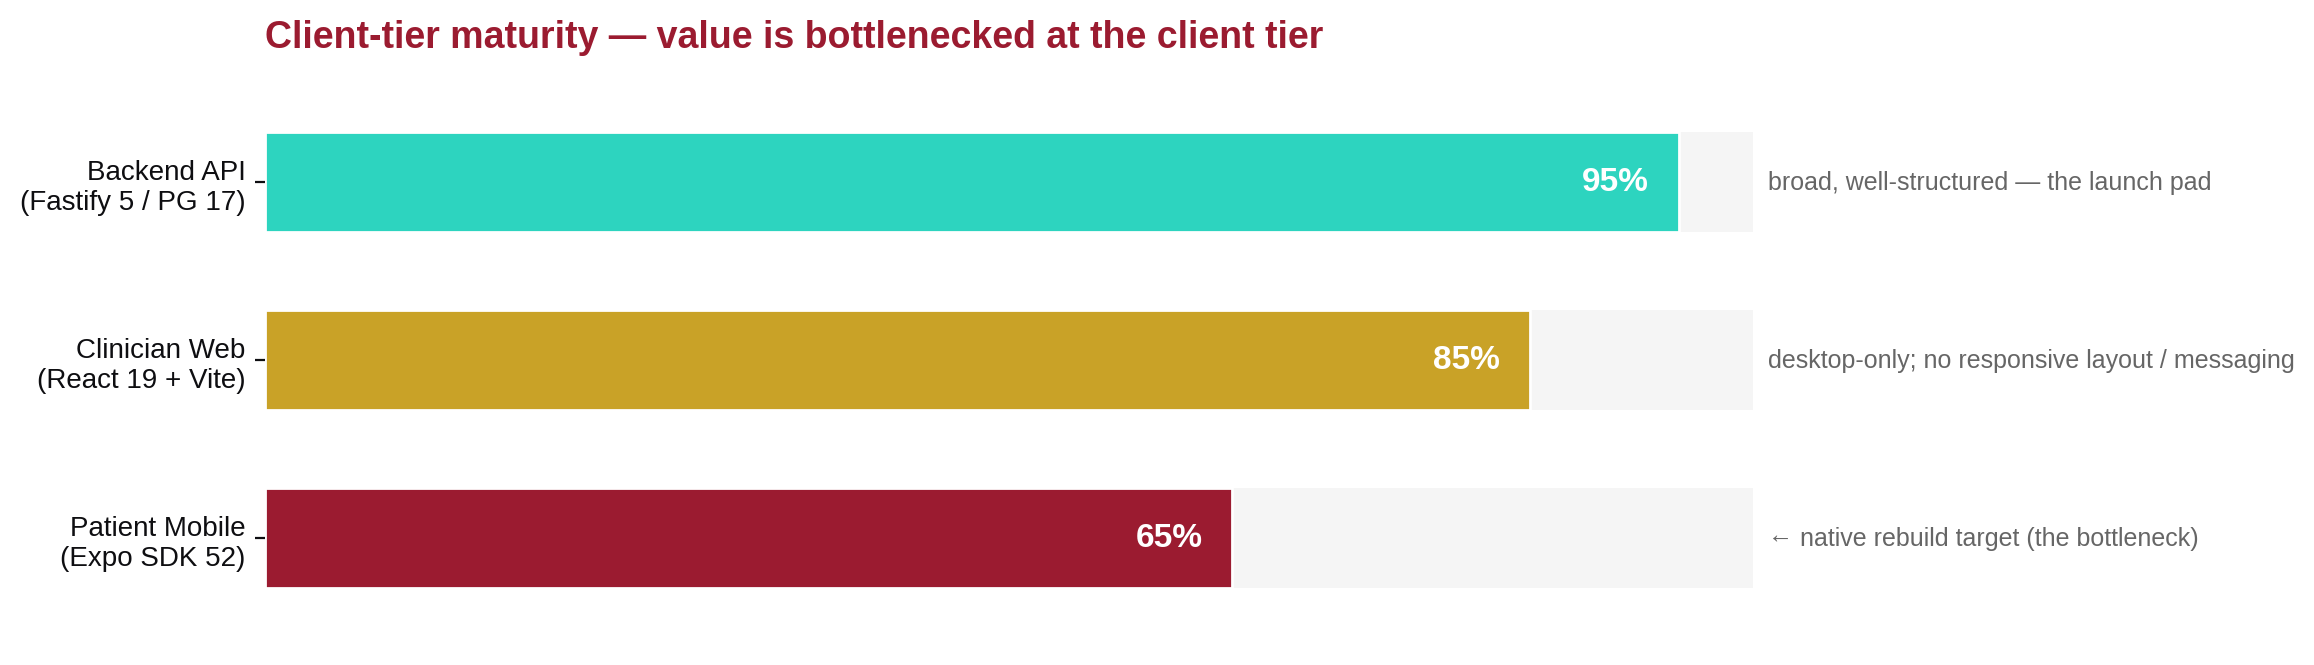 Client-tier maturity — value is bottlenecked at the client tier
Backend API
(Fastify 5 / PG 17)
95%
broad, well-structured — the launch pad
Clinician Web
(React 19 + Vite)
85%
desktop-only; no responsive layout / messaging
Patient Mobile
(Expo SDK 52)
65%
← native rebuild target (the bottleneck)